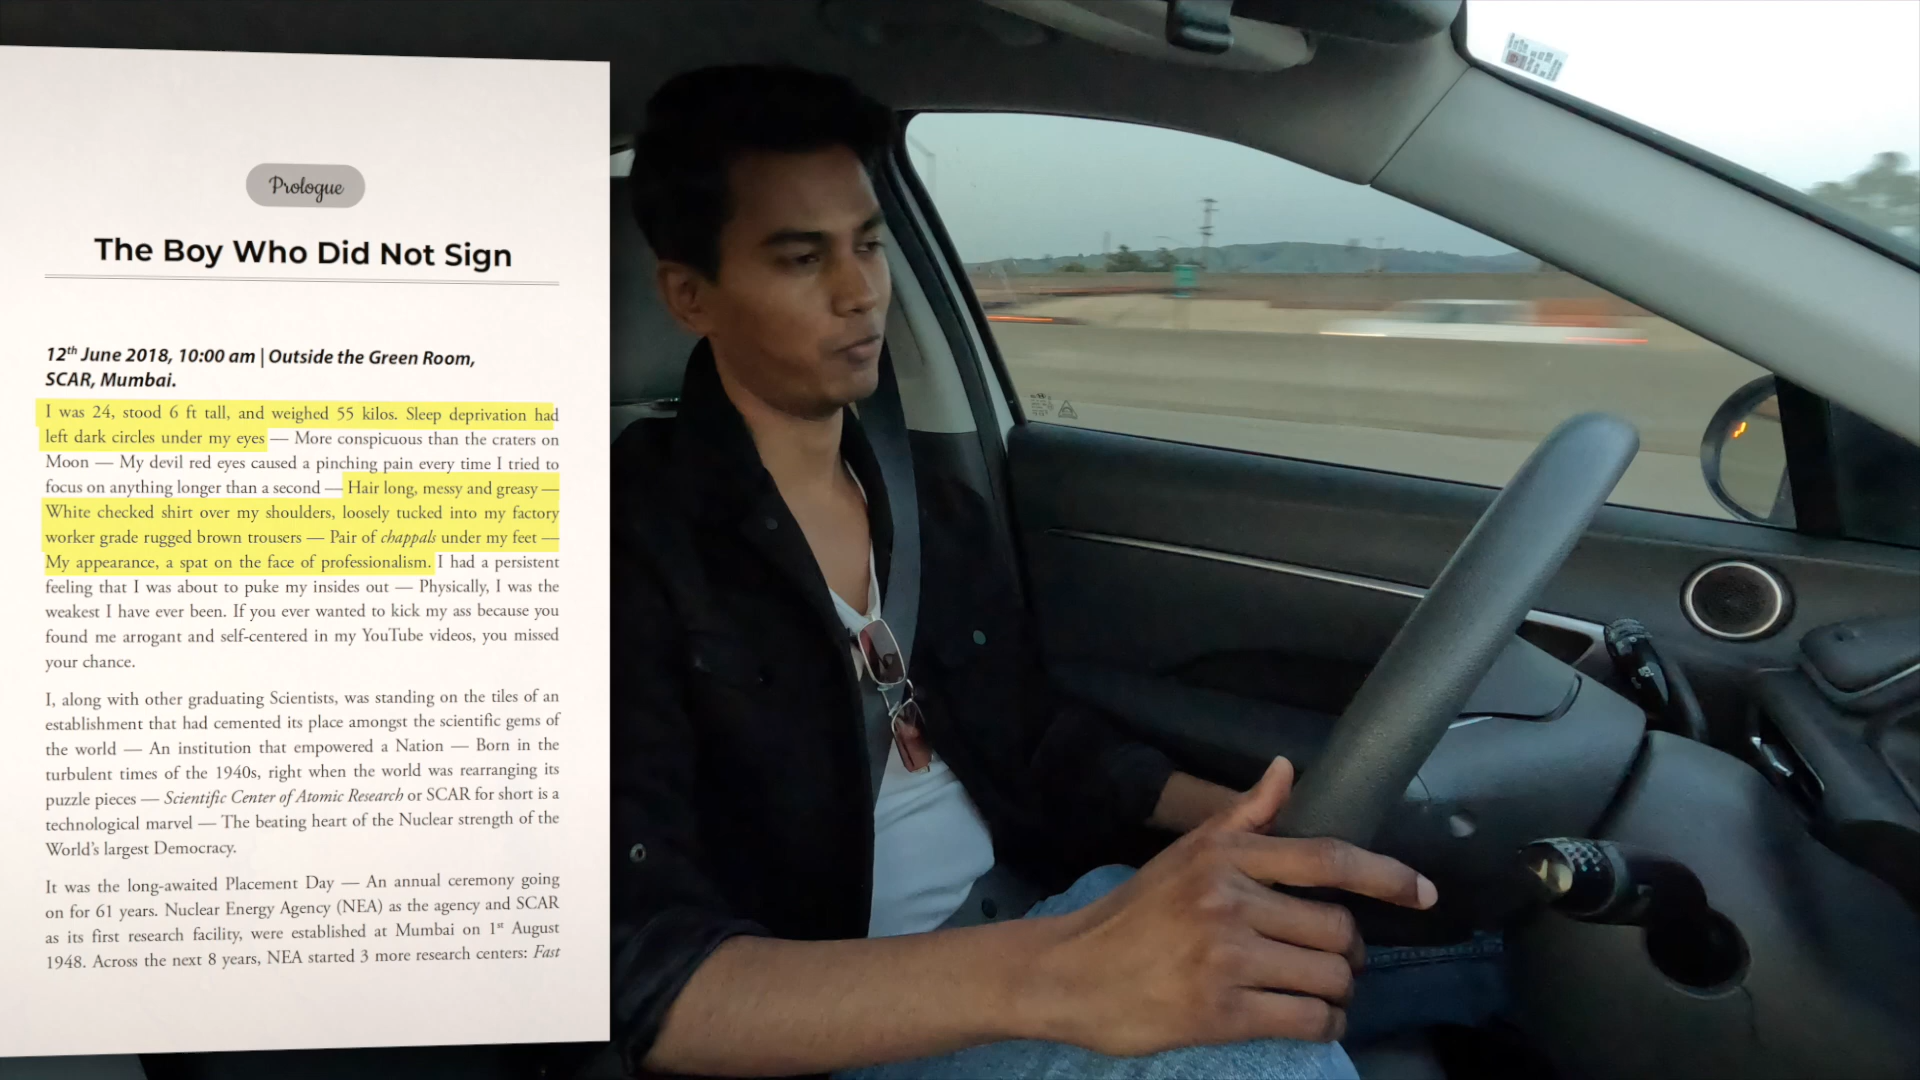 Prologue
The Boy Who Did Not Sign
12th June 2018, 10:00 am | Outside the Green Room,
SCAR, Mumbai.
I was 24, stood 6 ft tall, and weighed 55 kilos. Sleep deprivation had
left dark circles under my eyes — More conspicuous than the craters on
Moon — My devil red eyes caused a pinching pain every time I tried to
focus on anything longer than a second — Hair long, messy and greasy —
White checked shirt over my shoulders, loosely tucked into my factory
worker grade rugged brown trousers — Pair of chappals under my feet —
My appearance, a spat on the face of professionalism. I had a persistent
feeling that I was about to puke my insides out — Physically, I was the
weakest I have ever been. If you ever wanted to kick my ass because you
found me arrogant and self-centered in my YouTube videos, you missed
your chance.
I, along with other graduating Scientists, was standing on the tiles of an
establishment that had cemented its place amongst the scientific gems of
the world — An institution that empowered a Nation — Born in the
turbulent times of the 1940s, right when the world was rearranging its
puzzle pieces — Scientific Center of Atomic Research or SCAR for short is a
technological marvel — The beating heart of the Nuclear strength of the
World's largest Democracy.
It was the long-awaited Placement Day — An annual ceremony going
on for 61 years. Nuclear Energy Agency (NEA) as the agency and SCAR
as its first research facility, were established at Mumbai on 1st August
1948. Across the next 8 years, NEA started 3 more research centers: Fast